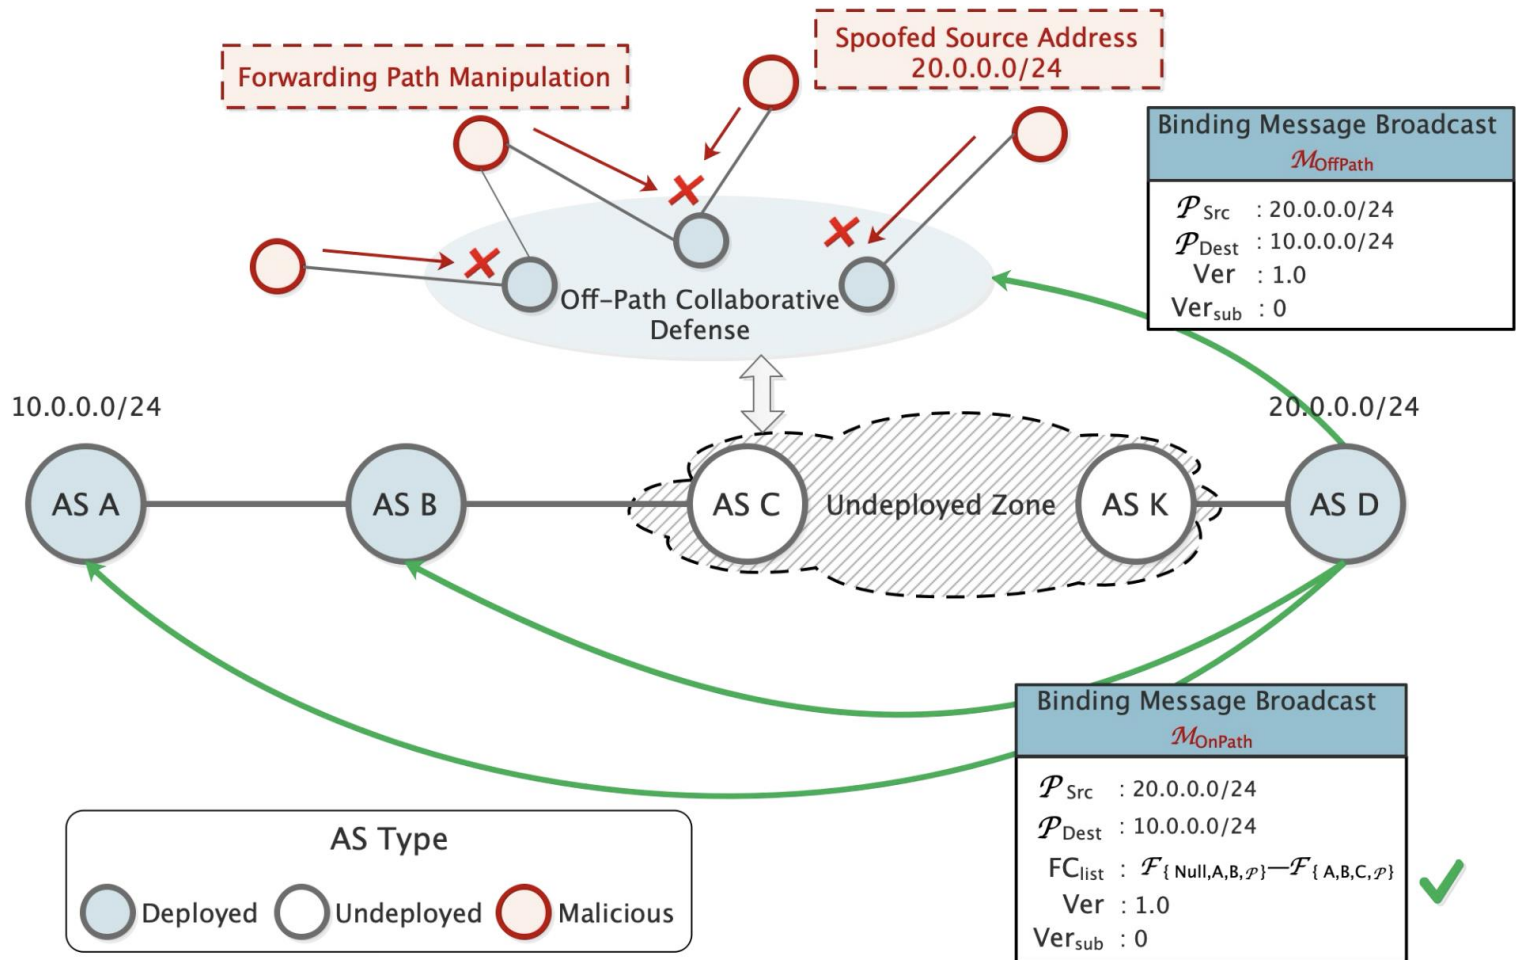 Forwarding Path Manipulation
Spoofed Source Address
20.0.0.0/24
Binding Message Broadcast
ℳOffPath
𝒫Src : 20.0.0.0/24
𝒫Dest : 10.0.0.0/24
Ver : 1.0
Versub : 0
Off-Path Collaborative
Defense
10.0.0.0/24
20.0.0.0/24
AS A
AS B
AS C
Undeployed Zone
AS K
AS D
Binding Message Broadcast
ℳOnPath
𝒫Src : 20.0.0.0/24
𝒫Dest : 10.0.0.0/24
FClist : ℱ{ Null,A,B,𝒫}—ℱ{ A,B,C,𝒫}
Ver : 1.0
Versub : 0
AS Type
Deployed
Undeployed
Malicious